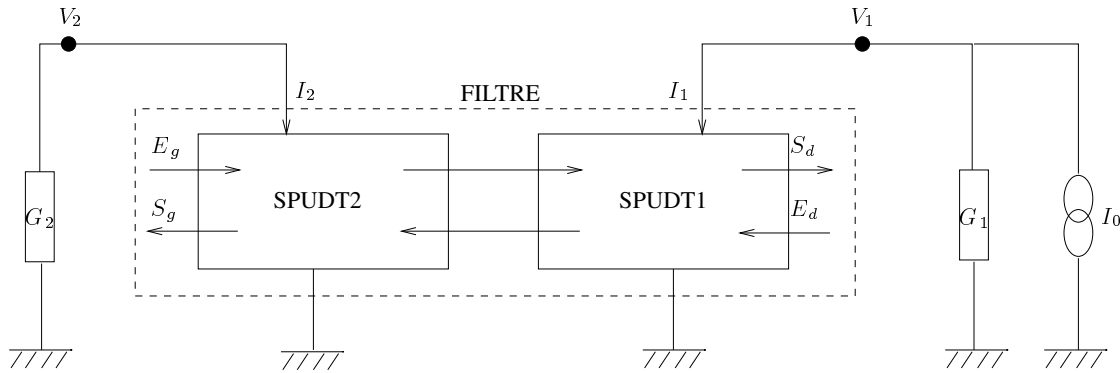 V2 V1
I2 FILTRE I1
Eg Sd
SPUDT2 SPUDT1
G2 Sg Ed G1 I0